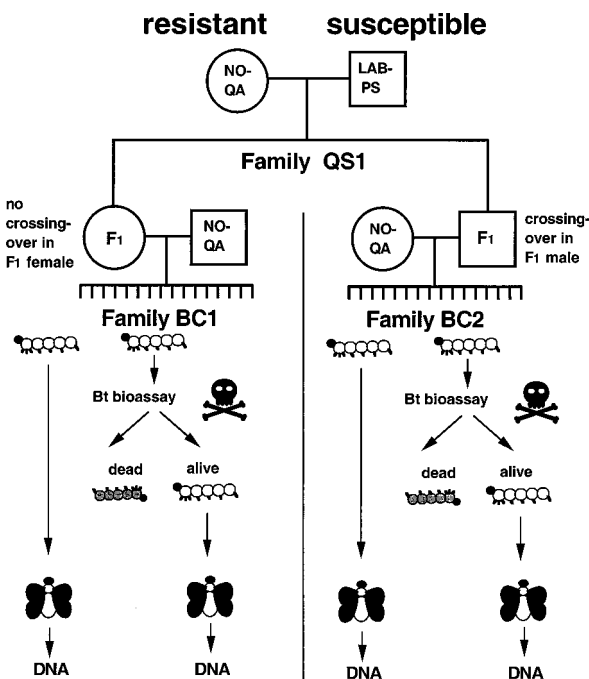 resistant susceptible
NO-
QA
LAB-
PS
Family QS1
no
crossing-
over in
F1 female
F1
NO-
QA
NO-
QA
F1
crossing-
over in
F1 male
Family BC1
Family BC2
Bt bioassay
Bt bioassay
dead alive
dead alive
DNA DNA DNA DNA